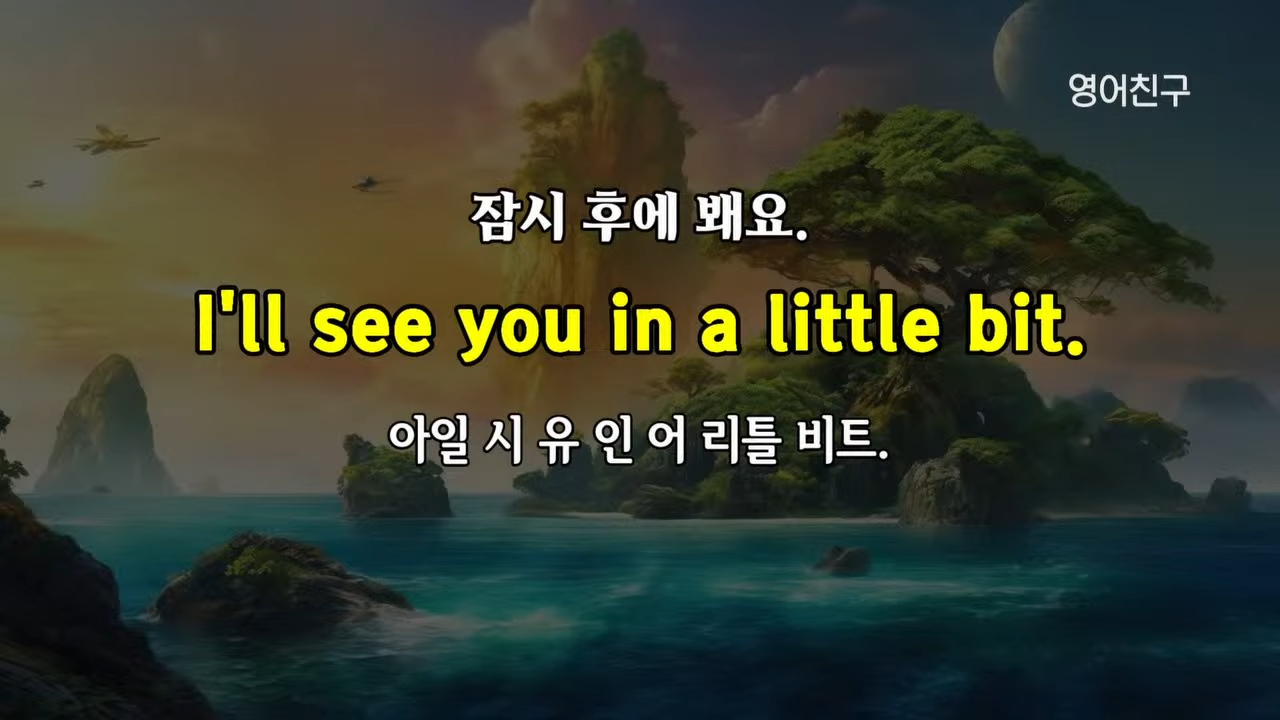 영어친구
잠시 후에 봬요.
I'll see you in a little bit.
아일 시 유 인 어 리틀 비트.